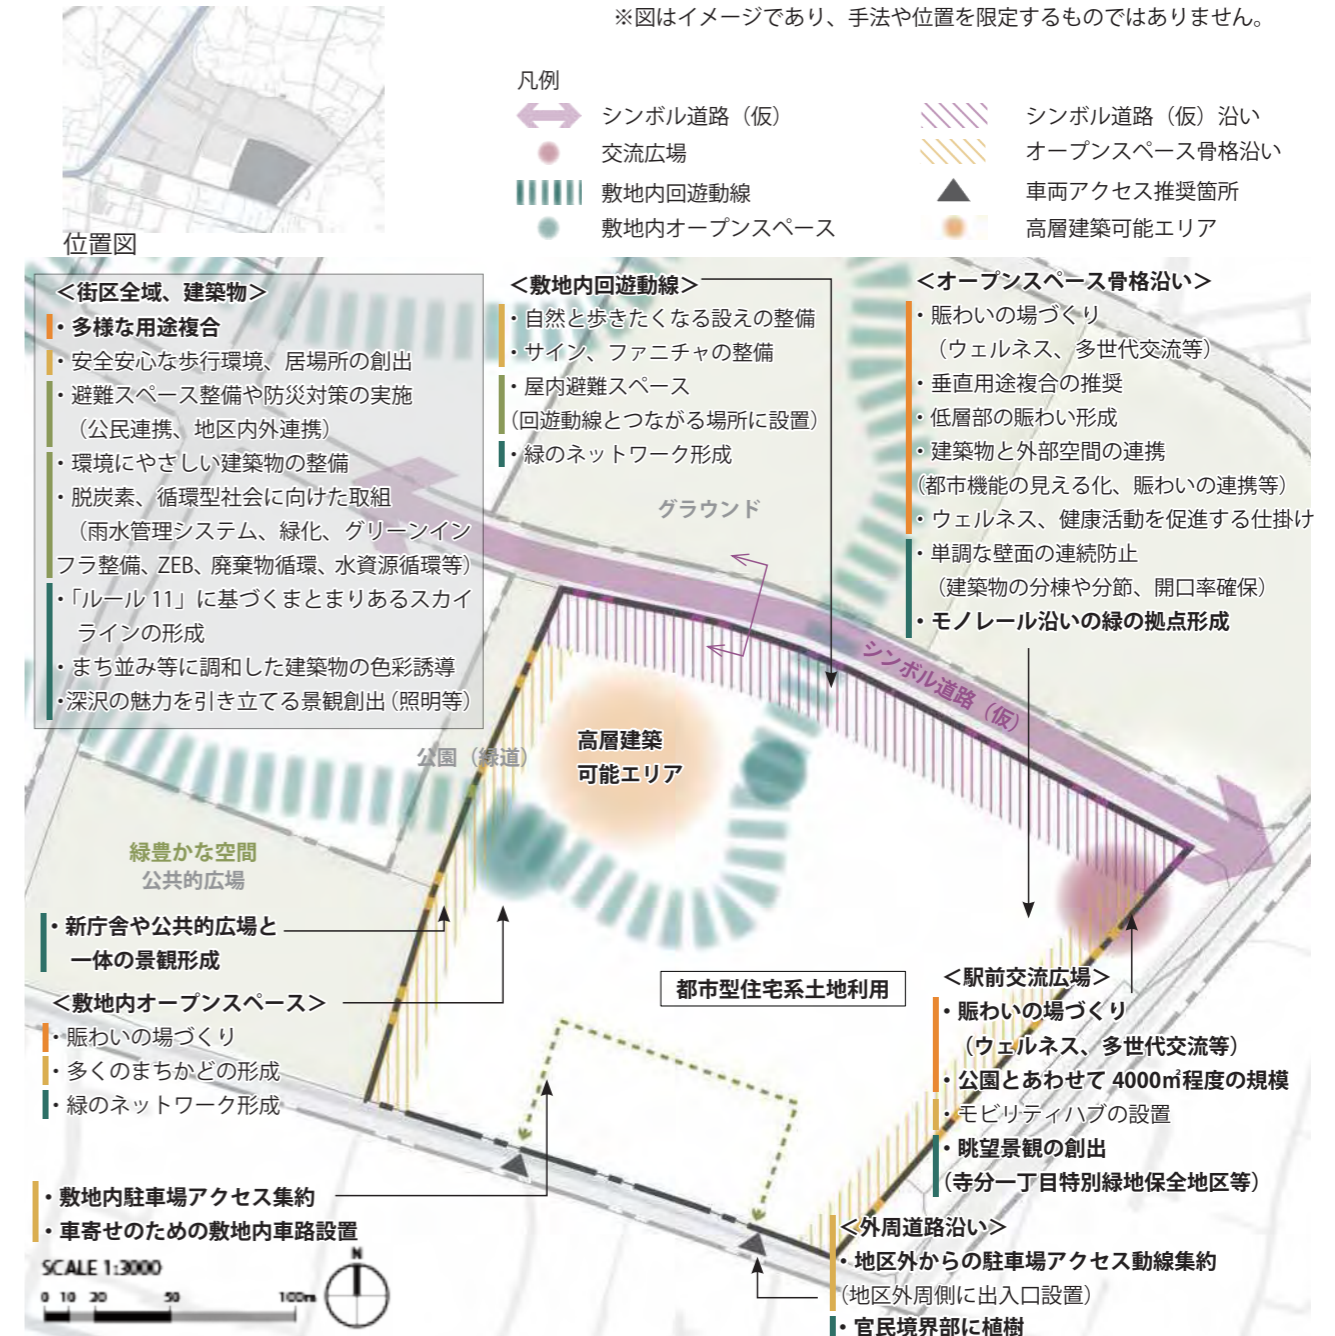 ※図はイメージであり、手法や位置を限定するものではありません。
位置図
凡例
シンボル道路（仮）
交流広場
敷地内回遊動線
敷地内オープンスペース
シンボル道路（仮）沿い
オープンスペース骨格沿い
車両アクセス推奨箇所
高層建築可能エリア
＜街区全域、建築物＞
・多様な用途複合
・安全安心な歩行環境、居場所の創出
・避難スペース整備や防災対策の実施
（公民連携、地区内外連携）
・環境にやさしい建築物の整備
・脱炭素、循環型社会に向けた取組
（雨水管理システム、緑化、グリーンイン
フラ整備、ZEB、廃棄物循環、水資源循環等）
・「ルール 11」に基づくまとまりあるスカイ
ラインの形成
・まち並み等に調和した建築物の色彩誘導
・深沢の魅力を引き立てる景観創出（照明等）
＜敷地内回遊動線＞
・自然と歩きたくなる設えの整備
・サイン、ファニチャの整備
・屋内避難スペース
（回遊動線とつながる場所に設置）
・緑のネットワーク形成
＜オープンスペース骨格沿い＞
・賑わいの場づくり
（ウェルネス、多世代交流等）
・垂直用途複合の推奨
・低層部の賑わい形成
・建築物と外部空間の連携
（都市機能の見える化、賑わいの連携等）
・ウェルネス、健康活動を促進する仕掛け
・単調な壁面の連続防止
（建築物の分棟や分節、開口率確保）
・モノレール沿いの緑の拠点形成
グラウンド
シンボル道路（仮）
公園（緑道）
高層建築
可能エリア
緑豊かな空間
公共的広場
・新庁舎や公共的広場と
一体の景観形成
＜敷地内オープンスペース＞
・賑わいの場づくり
・多くのまちかどの形成
・緑のネットワーク形成
都市型住宅系土地利用
＜駅前交流広場＞
・賑わいの場づくり
（ウェルネス、多世代交流等）
・公園とあわせて 4000㎡程度の規模
・モビリティハブの設置
・眺望景観の創出
（寺分一丁目特別緑地保全地区等）
・敷地内駐車場アクセス集約
・車寄せのための敷地内車路設置
＜外周道路沿い＞
・地区外からの駐車場アクセス動線集約
（地区外周側に出入口設置）
・官民境界部に植樹
SCALE 1:3000
0 10 20 50 100m
N